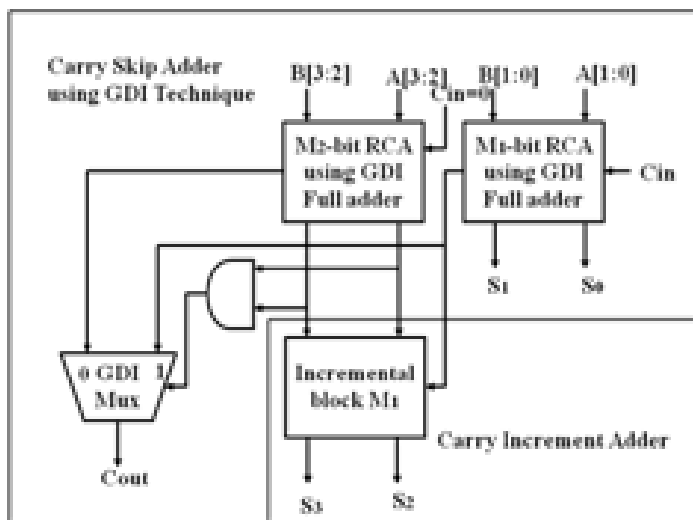 Carry Skip Adder
using GDI Technique
B[3:2]
A[3:2]
B[1:0]
A[1:0]
Cin=0
M2-bit RCA
using GDI
Full adder
M1-bit RCA
using GDI
Full adder
Cin
S1
S0
0 GDI 1
Mux
Incremental
block M1
Carry Increment Adder
Cout
S3
S2